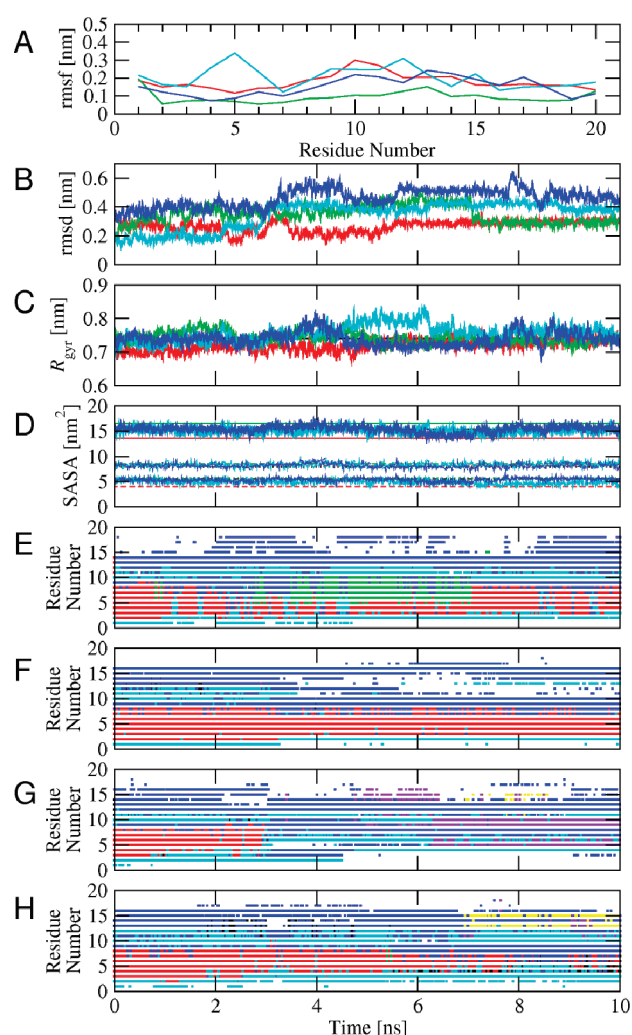 A
rmsf [nm]
0.5
0.4
0.3
0.2
0.1
0
0 5 10 15 20
Residue Number
B
rmsd [nm]
0.6
0.4
0.2
0
C
Rgyr [nm]
0.9
0.8
0.7
0.6
D
SASA [nm²]
20
15
10
5
0
E
Residue
Number
20
15
10
5
0
F
Residue
Number
20
15
10
5
0
G
Residue
Number
20
15
10
5
0
H
Residue
Number
20
15
10
5
0
0 2 4 6 8 10
Time [ns]